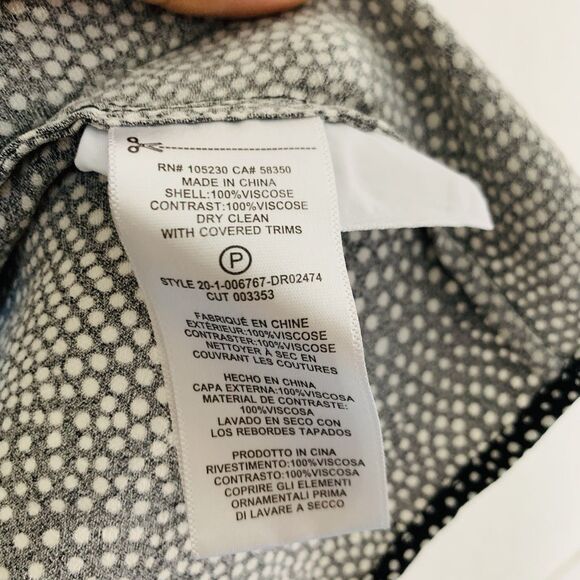 RN# 105230 CA# 58350
MADE IN CHINA
SHELL:100%VISCOSE
CONTRAST:100%VISCOSE
DRY CLEAN
WITH COVERED TRIMS
P
STYLE 20-1-006767-DR02474
CUT 003353
FABRIQUÉ EN CHINE
EXTÉRIEUR:100%VISCOSE
CONTRASTER:100%VISCOSE
NETTOYER À SEC EN
COUVRANT LES COUTURES
HECHO EN CHINA
CAPA EXTERNA:100%VISCOSA
MATERIAL DE CONTRASTE:
100%VISCOSA
LAVADO EN SECO CON
LOS REBORDES TAPADOS
PRODOTTO IN CINA
RIVESTIMENTO:100%VISCOSA
CONTRASTO:100%VISCOSA
COPRIRE GLI ELEMENTI
ORNAMENTALI PRIMA
DI LAVARE A SECCO